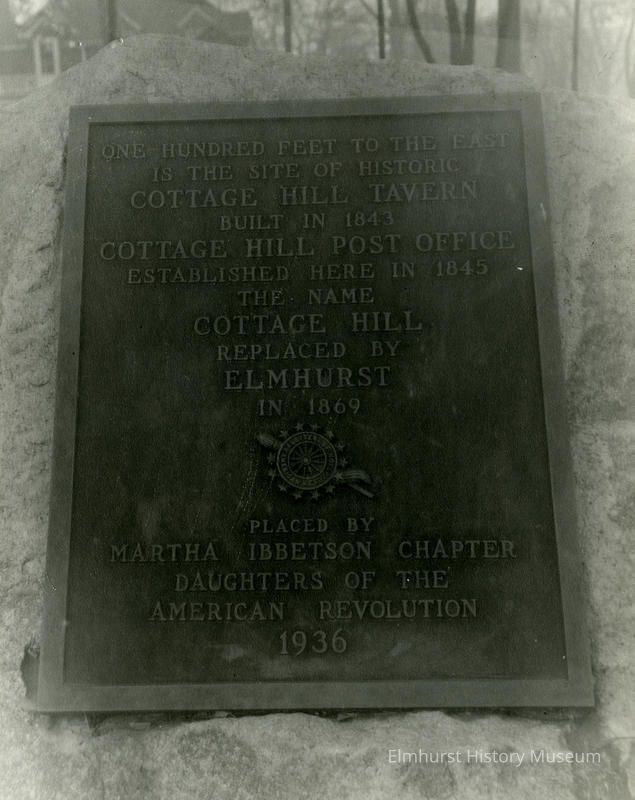 ONE HUNDRED FEET TO THE EAST
IS THE SITE OF HISTORIC
COTTAGE HILL TAVERN
BUILT IN 1843
COTTAGE HILL POST OFFICE
ESTABLISHED HERE IN 1845
THE NAME
COTTAGE HILL
REPLACED BY
ELMHURST
IN 1869
PLACED BY
MARTHA IBBETSON CHAPTER
DAUGHTERS OF THE
AMERICAN REVOLUTION
1936
Elmhurst History Museum